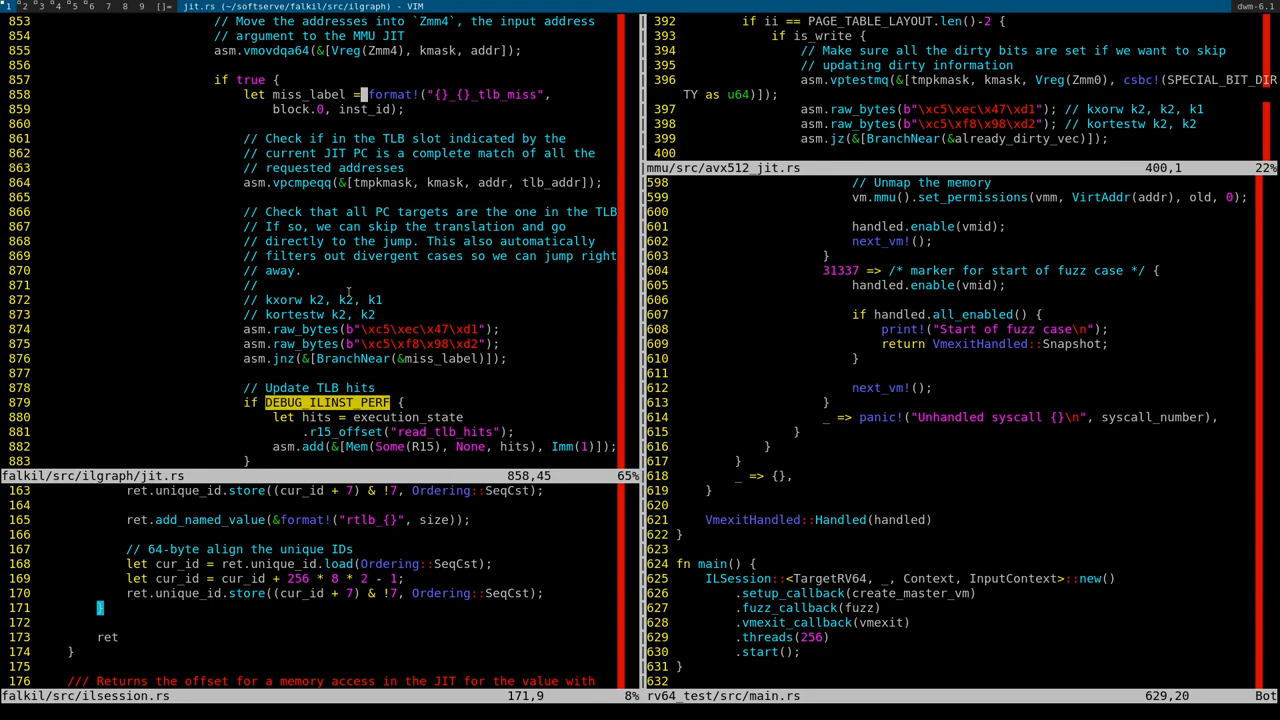 1 2 3 4 5 6 7 8 9 []= jit.rs (~/softserve/falkil/src/ilgraph) - VIM dwm-6.1
853 // Move the addresses into `Zmm4`, the input address
854 // argument to the MMU JIT
855 asm.vmovdqa64(&[Vreg(Zmm4), kmask, addr]);
856
857 if true {
858 let miss_label = format!("{}_{}_tlb_miss",
859 block.0, inst_id);
860
861 // Check if in the TLB slot indicated by the
862 // current JIT PC is a complete match of all the
863 // requested addresses
864 asm.vpcmpeqq(&[tmpkmask, kmask, addr, tlb_addr]);
865
866 // Check that all PC targets are the one in the TLB
867 // If so, we can skip the translation and go
868 // directly to the jump. This also automatically
869 // filters out divergent cases so we can jump right
870 // away.
871 //
872 // kxorw k2, k2, k1
873 // kortestw k2, k2
874 asm.raw_bytes(b"\xc5\xec\x47\xd1");
875 asm.raw_bytes(b"\xc5\xf8\x98\xd2");
876 asm.jnz(&[BranchNear(&miss_label)]);
877
878 // Update TLB hits
879 if DEBUG_ILINST_PERF {
880 let hits = execution_state
881 .r15_offset("read_tlb_hits");
882 asm.add(&[Mem(Some(R15), None, hits), Imm(1)]);
883 }
falkil/src/ilgraph/jit.rs 858,45 65%
163 ret.unique_id.store((cur_id + 7) & !7, Ordering::SeqCst);
164
165 ret.add_named_value(&format!("rtlb_{}", size));
166
167 // 64-byte align the unique IDs
168 let cur_id = ret.unique_id.load(Ordering::SeqCst);
169 let cur_id = cur_id + 256 * 8 * 2 - 1;
170 ret.unique_id.store((cur_id + 7) & !7, Ordering::SeqCst);
171 }
172
173 ret
174 }
175
176 /// Returns the offset for a memory access in the JIT for the value with
falkil/src/ilsession.rs 171,9 8%
392 if ii == PAGE_TABLE_LAYOUT.len()-2 {
393 if is_write {
394 // Make sure all the dirty bits are set if we want to skip
395 // updating dirty information
396 asm.vptestmq(&[tmpkmask, kmask, Vreg(Zmm0), csbc!(SPECIAL_BIT_DIR
TY as u64)]);
397 asm.raw_bytes(b"\xc5\xec\x47\xd1"); // kxorw k2, k2, k1
398 asm.raw_bytes(b"\xc5\xf8\x98\xd2"); // kortestw k2, k2
399 asm.jz(&[BranchNear(&already_dirty_vec)]);
400
mmu/src/avx512_jit.rs 400,1 22%
598 // Unmap the memory
599 vm.mmu().set_permissions(vmm, VirtAddr(addr), old, 0);
600
601 handled.enable(vmid);
602 next_vm!();
603 }
604 31337 => /* marker for start of fuzz case */ {
605 handled.enable(vmid);
606
607 if handled.all_enabled() {
608 print!("Start of fuzz case\n");
609 return VmexitHandled::Snapshot;
610 }
611
612 next_vm!();
613 }
614 _ => panic!("Unhandled syscall {}\n", syscall_number),
615 }
616 }
617 }
618 _ => {},
619 }
620
621 VmexitHandled::Handled(handled)
622 }
623
624 fn main() {
625 ILSession::<TargetRV64, _, Context, InputContext>::new()
626 .setup_callback(create_master_vm)
627 .fuzz_callback(fuzz)
628 .vmexit_callback(vmexit)
629 .threads(256)
630 .start();
631 }
632
rv64_test/src/main.rs 629,20 Bot